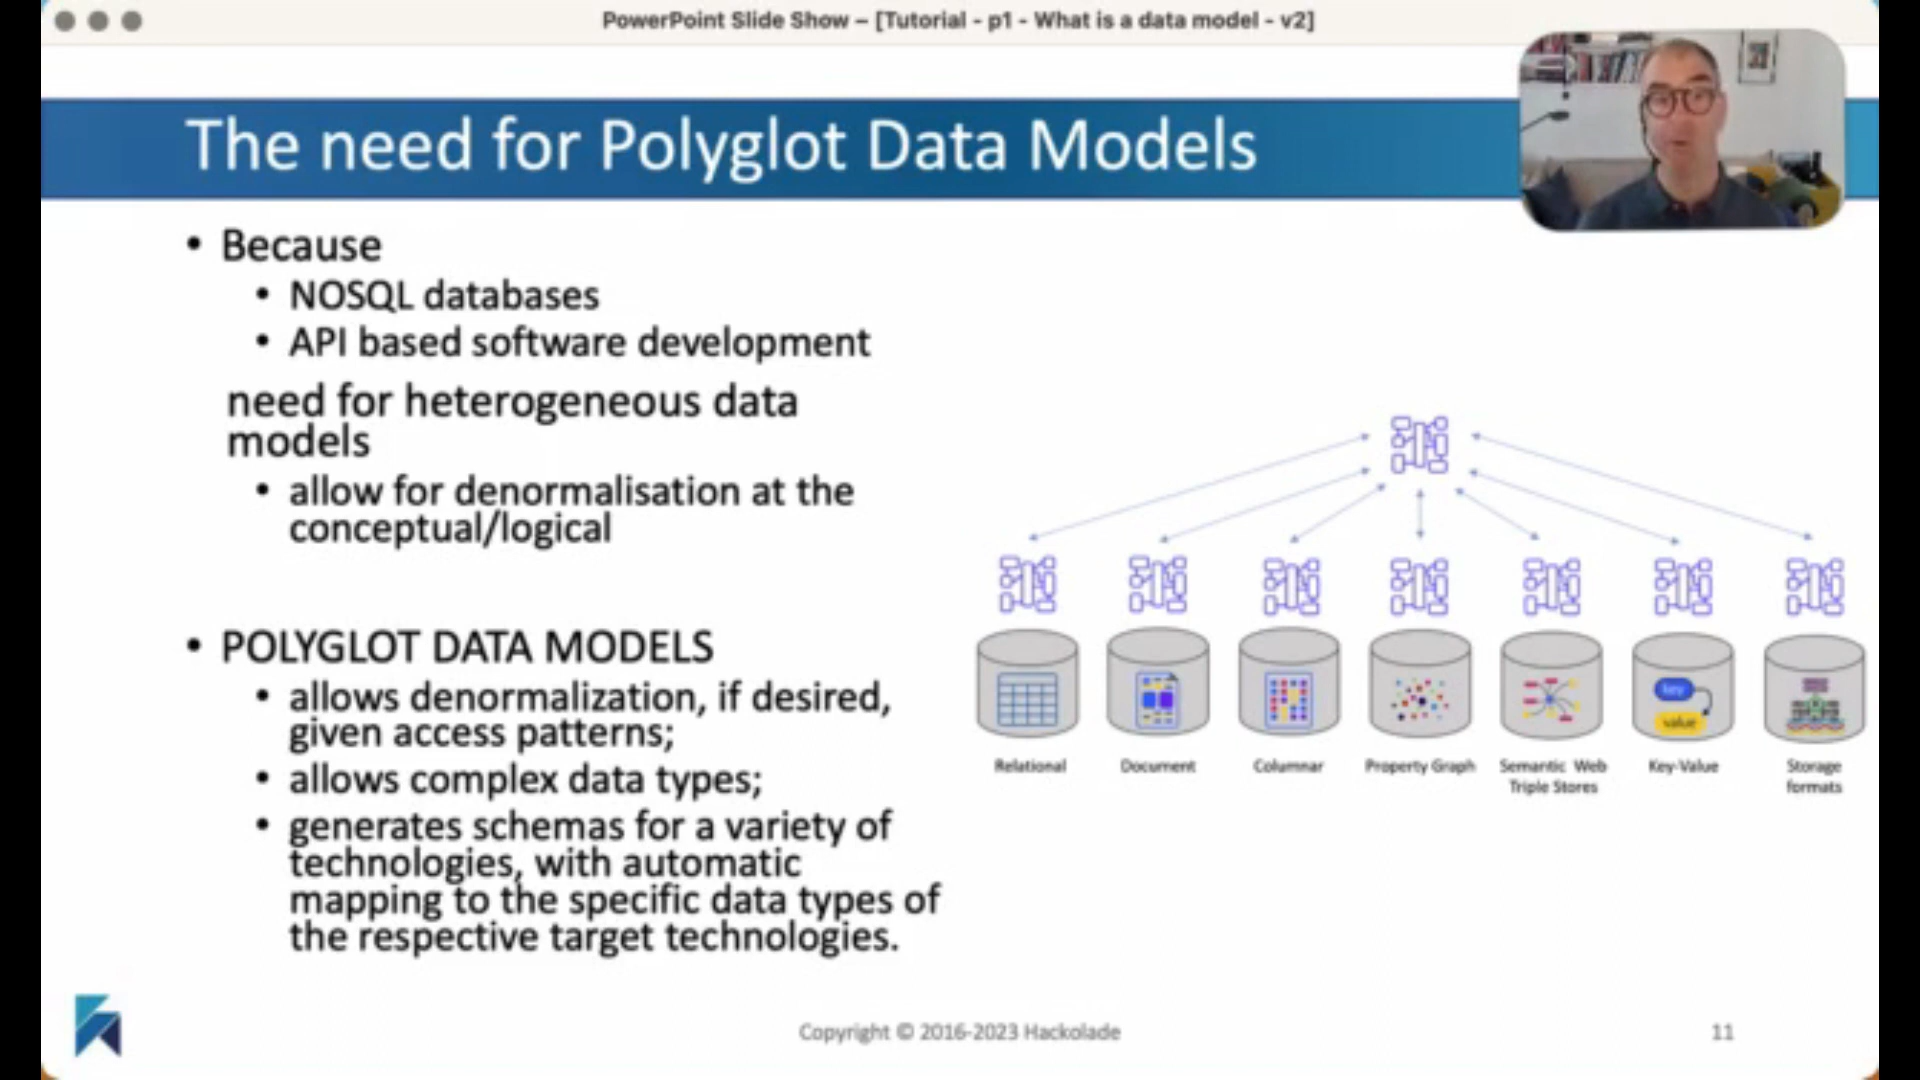 PowerPoint Slide Show – [Tutorial - p1 - What is a data model - v2]
The need for Polyglot Data Models
• Because
• NOSQL databases
• API based software development
need for heterogeneous data
models
• allow for denormalisation at the
conceptual/logical
• POLYGLOT DATA MODELS
• allows denormalization, if desired,
given access patterns;
• allows complex data types;
• generates schemas for a variety of
technologies, with automatic
mapping to the specific data types of
the respective target technologies.
key
value
Relational
Document
Columnar
Property Graph
Semantic Web
Triple Stores
Key-Value
Storage
formats
Copyright © 2016-2023 Hackolade
11